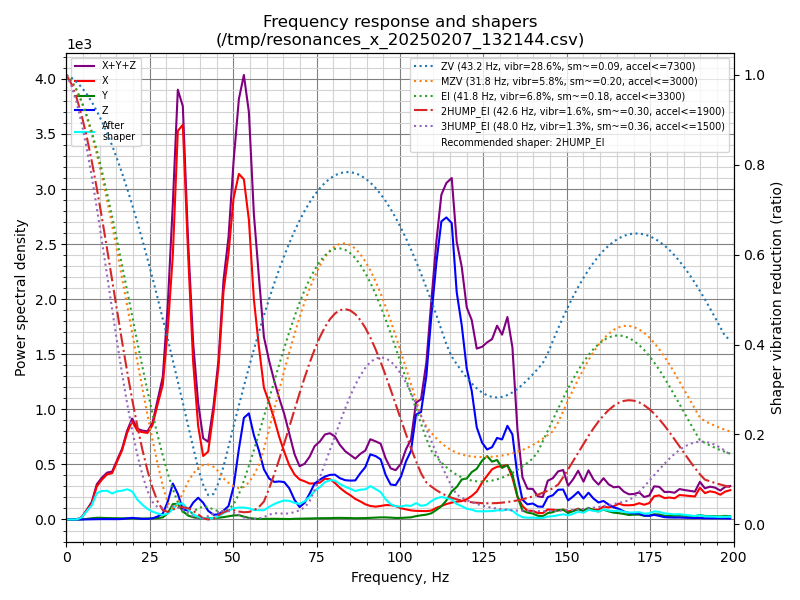 Frequency response and shapers
(/tmp/resonances_x_20250207_132144.csv)
1e3
X+Y+Z
X
Y
Z
After
shaper
ZV (43.2 Hz, vibr=28.6%, sm~=0.09, accel<=7300)
MZV (31.8 Hz, vibr=5.8%, sm~=0.20, accel<=3000)
EI (41.8 Hz, vibr=6.8%, sm~=0.18, accel<=3300)
2HUMP_EI (42.6 Hz, vibr=1.6%, sm~=0.30, accel<=1900)
3HUMP_EI (48.0 Hz, vibr=1.3%, sm~=0.36, accel<=1500)
Recommended shaper: 2HUMP_EI
Power spectral density
4.0
3.5
3.0
2.5
2.0
1.5
1.0
0.5
0.0
1.0
0.8
0.6
0.4
0.2
0.0
Shaper vibration reduction (ratio)
0 25 50 75 100 125 150 175 200
Frequency, Hz